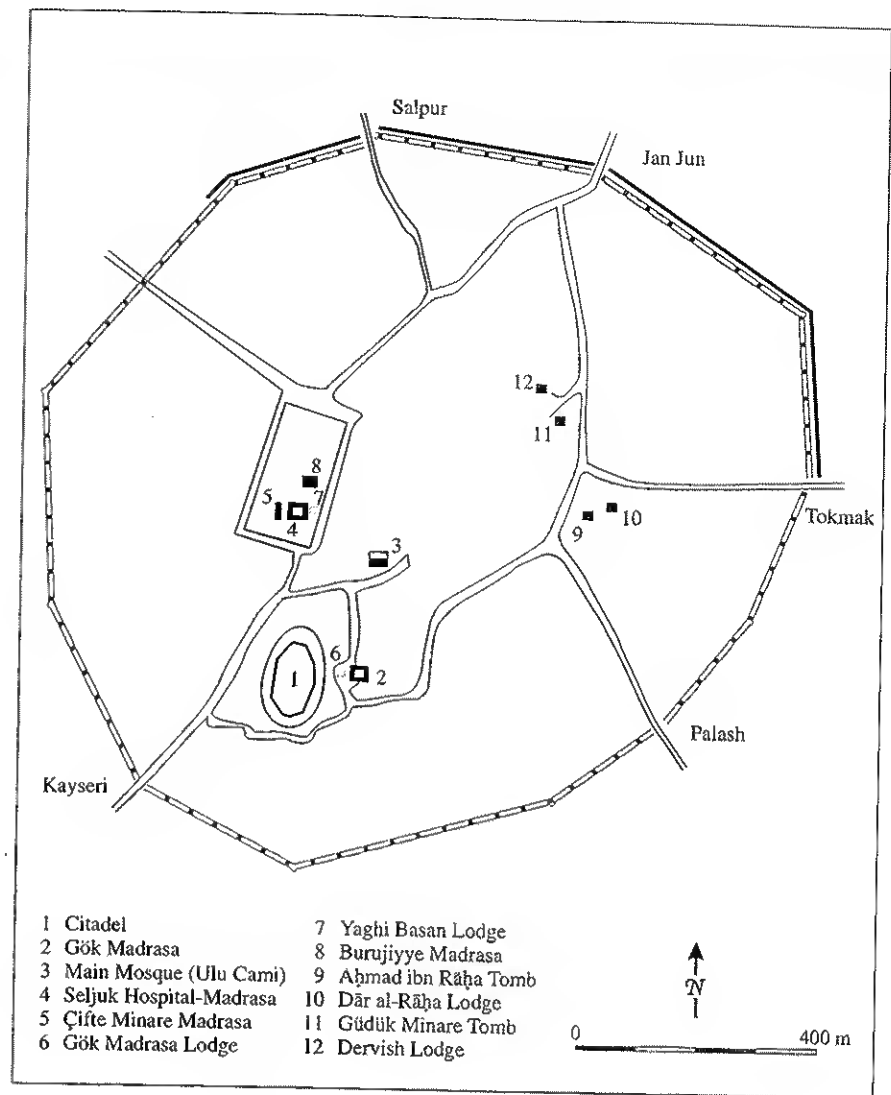 Salpur
Jan Jun
12
11
8
5
7
4
10
9
Tokmak
3
6
1
2
Palash
Kayseri
1 Citadel
2 Gök Madrasa
3 Main Mosque (Ulu Cami)
4 Seljuk Hospital-Madrasa
5 Çifte Minare Madrasa
6 Gök Madrasa Lodge
7 Yaghi Basan Lodge
8 Burujiyye Madrasa
9 Aḥmad ibn Rāḥa Tomb
10 Dār al-Rāḥa Lodge
11 Güdük Minare Tomb
12 Dervish Lodge
N
0 400 m